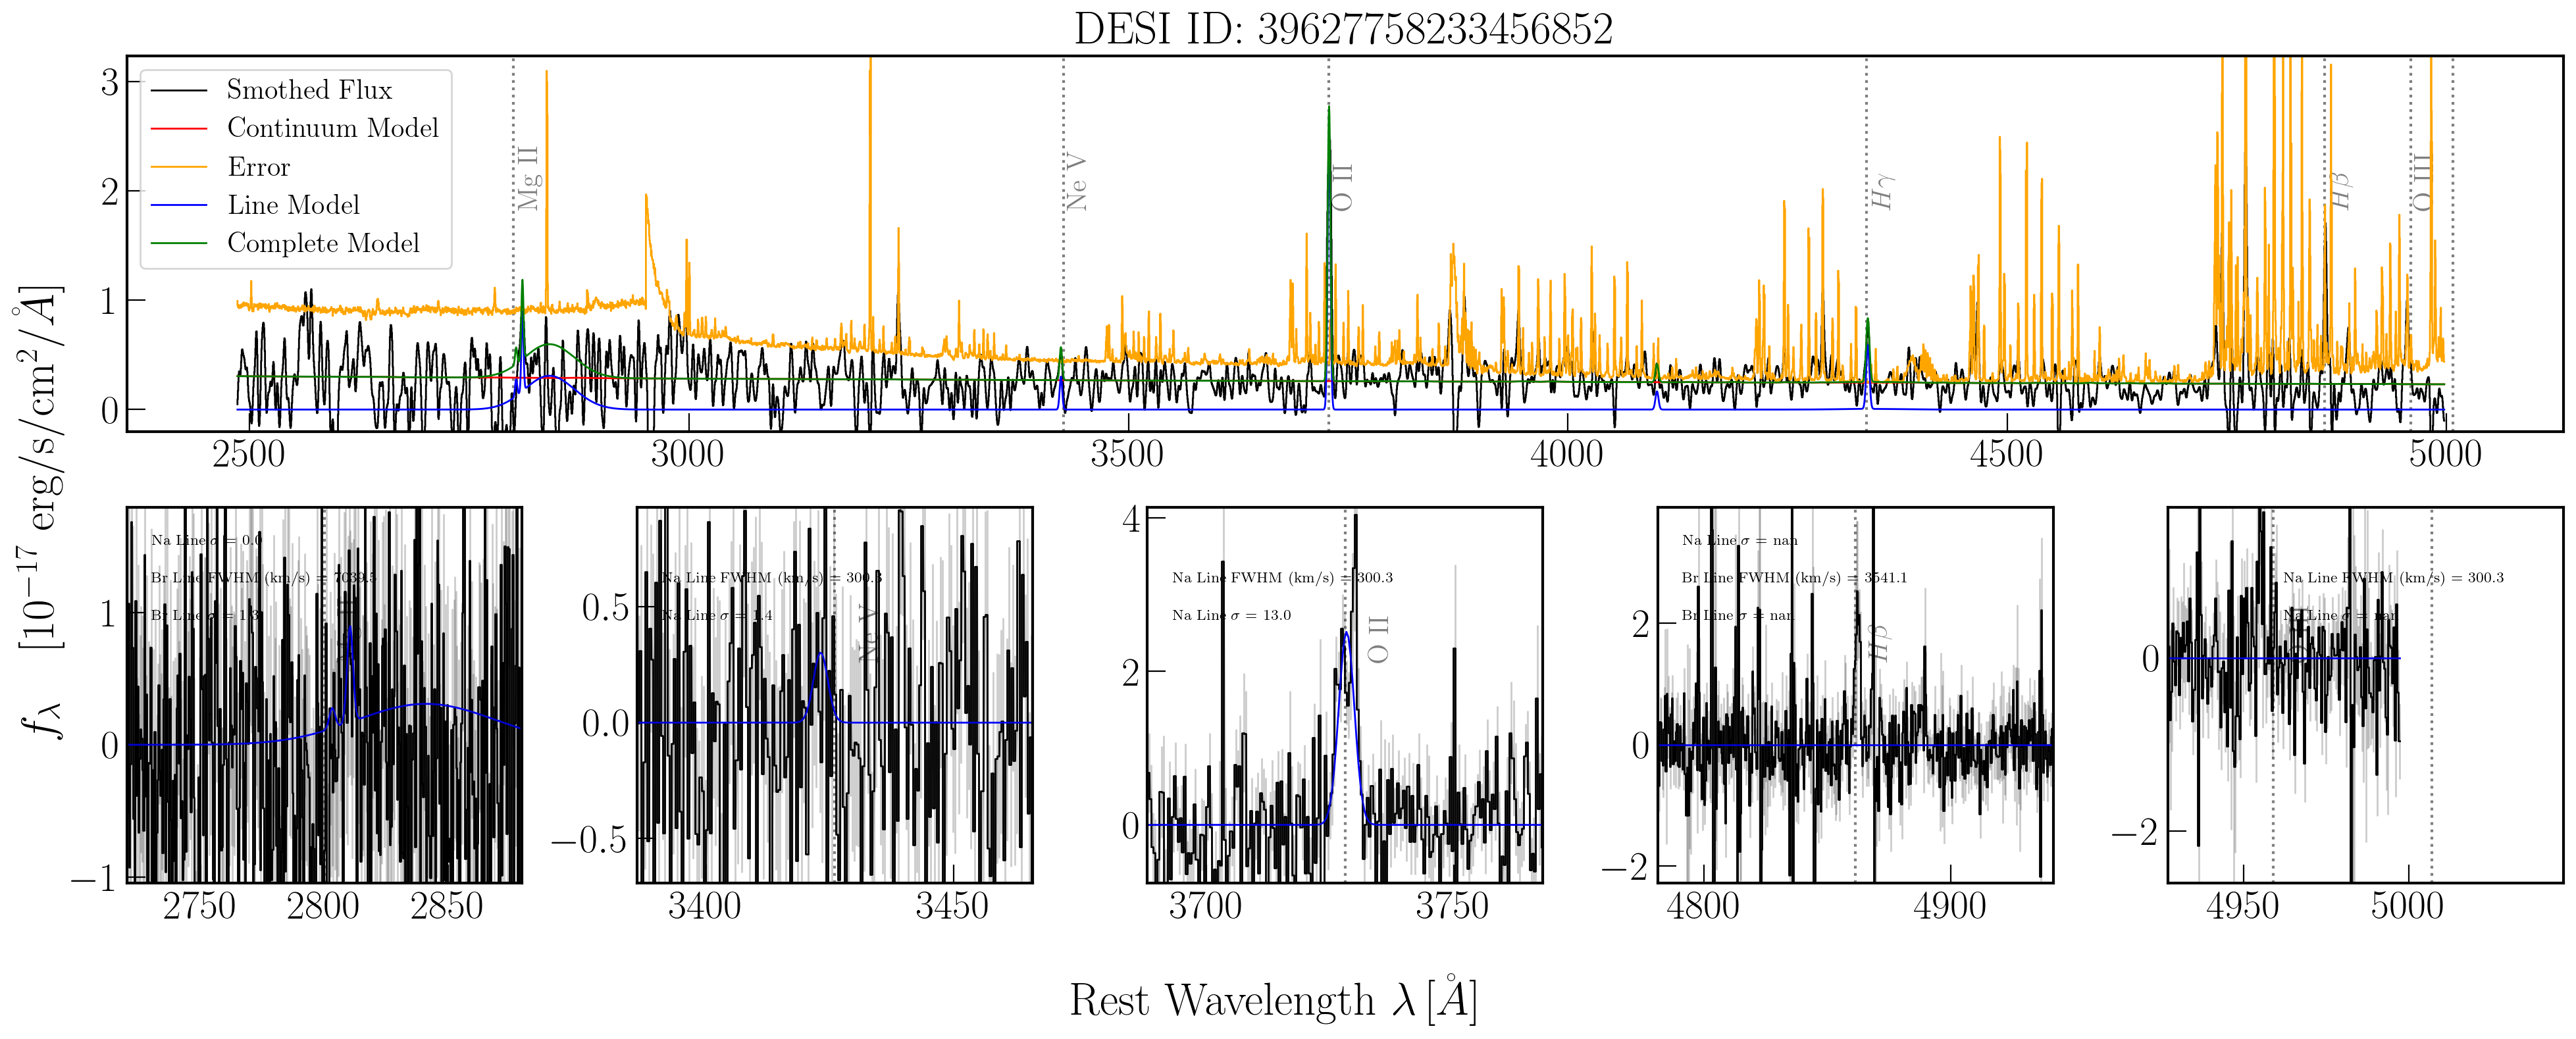 DESI ID: 39627758233456852
Smothed Flux
Continuum Model
Error
Line Model
Complete Model
Mg II
Ne V
O II
Hγ
Hβ
O III
3
2
1
0
2500 3000 3500 4000 4500 5000
f_λ [10^{-17} erg/s/cm^2/Å]
Na Line σ = 0.0
Br Line FWHM (km/s) = 7039.5
Br Line σ = 1.3
1
0
−1
2750 2800 2850
Na Line FWHM (km/s) = 300.3
Na Line σ = 1.4
Ne V
0.5
0.0
−0.5
3400 3450
Na Line FWHM (km/s) = 300.3
Na Line σ = 13.0
O II
4
2
0
3700 3750
Na Line σ = nan
Br Line FWHM (km/s) = 3541.1
Br Line σ = nan
Hβ
2
0
−2
4800 4900
Na Line FWHM (km/s) = 300.3
Na Line σ = nan
0
−2
4950 5000
Rest Wavelength λ [Å]